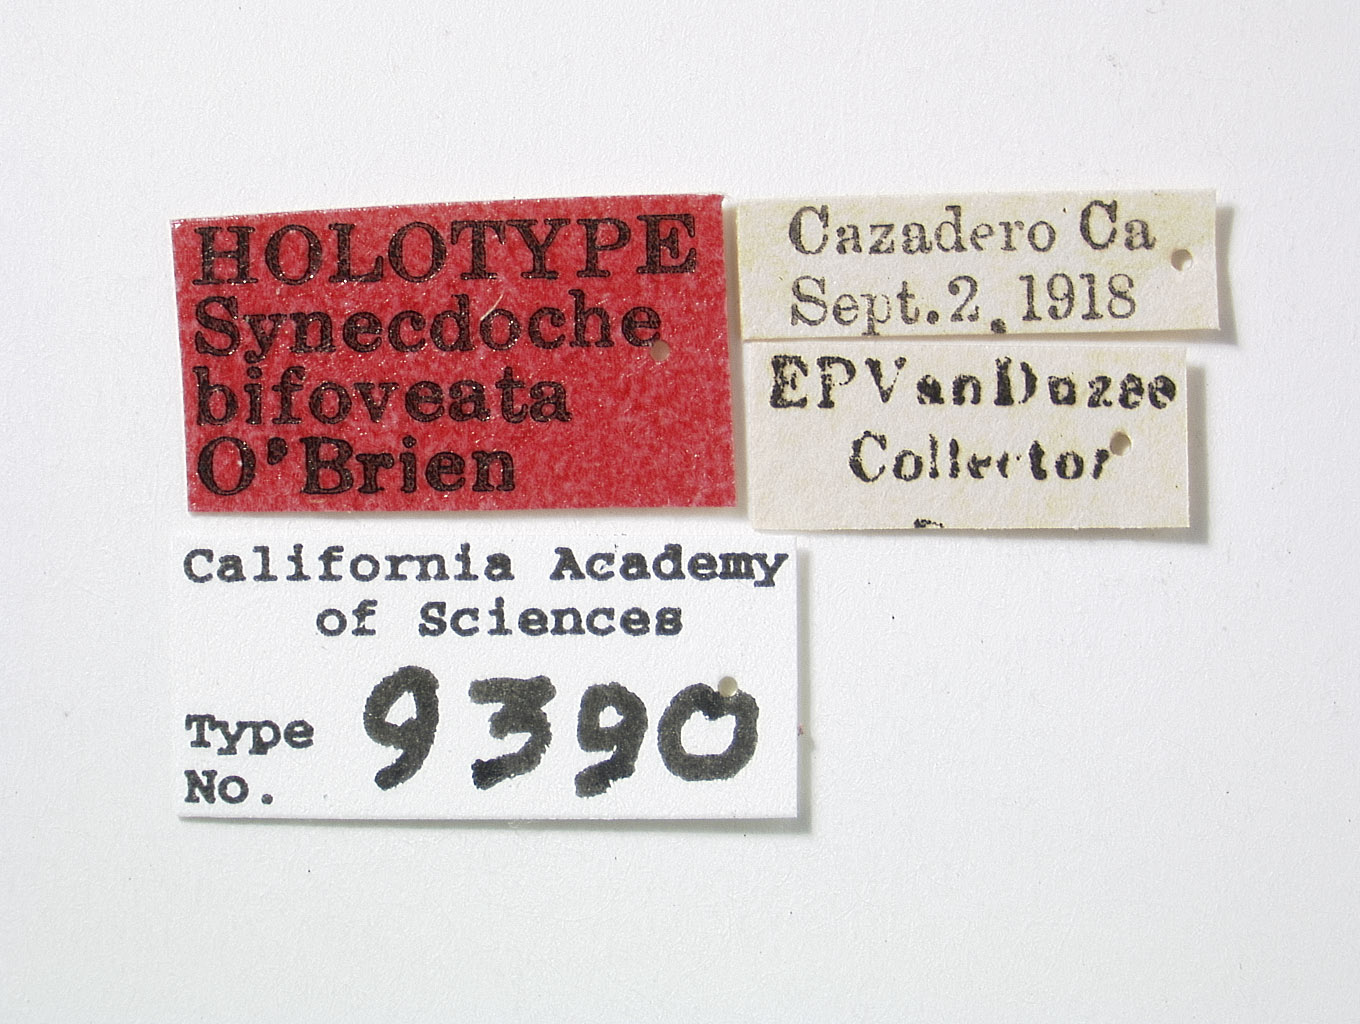 HOLOTYPE
Synecdoche
bifoveata
O'Brien
Cazadero Ca
Sept. 2, 1918
EPVanDuzee
Collector
California Academy
of Sciences
Type
No. 9390